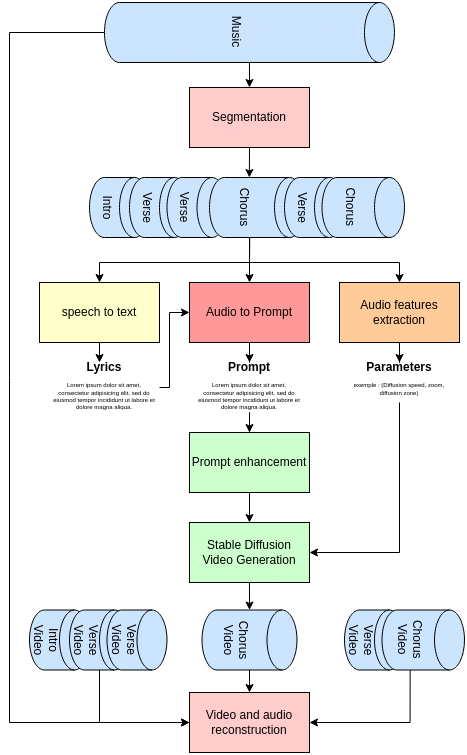 Music
Segmentation
Intro
Verse
Verse
Chorus
Verse
Chorus
speech to text
Audio to Prompt
Audio features
extraction
Lyrics
Lorem ipsum dolor sit amet,
consectetur adipisicing elit, sed do
eiusmod tempor incididunt ut labore et
dolore magna aliqua.
Prompt
Lorem ipsum dolor sit amet,
consectetur adipisicing elit, sed do
eiusmod tempor incididunt ut labore et
dolore magna aliqua.
Parameters
exemple : (Diffusion speed, zoom,
diffusion zone)
Prompt enhancement
Stable Diffusion
Video Generation
Intro
Video
Verse
Video
Verse
Video
Chorus
Video
Verse
Video
Chorus
Video
Video and audio
reconstruction